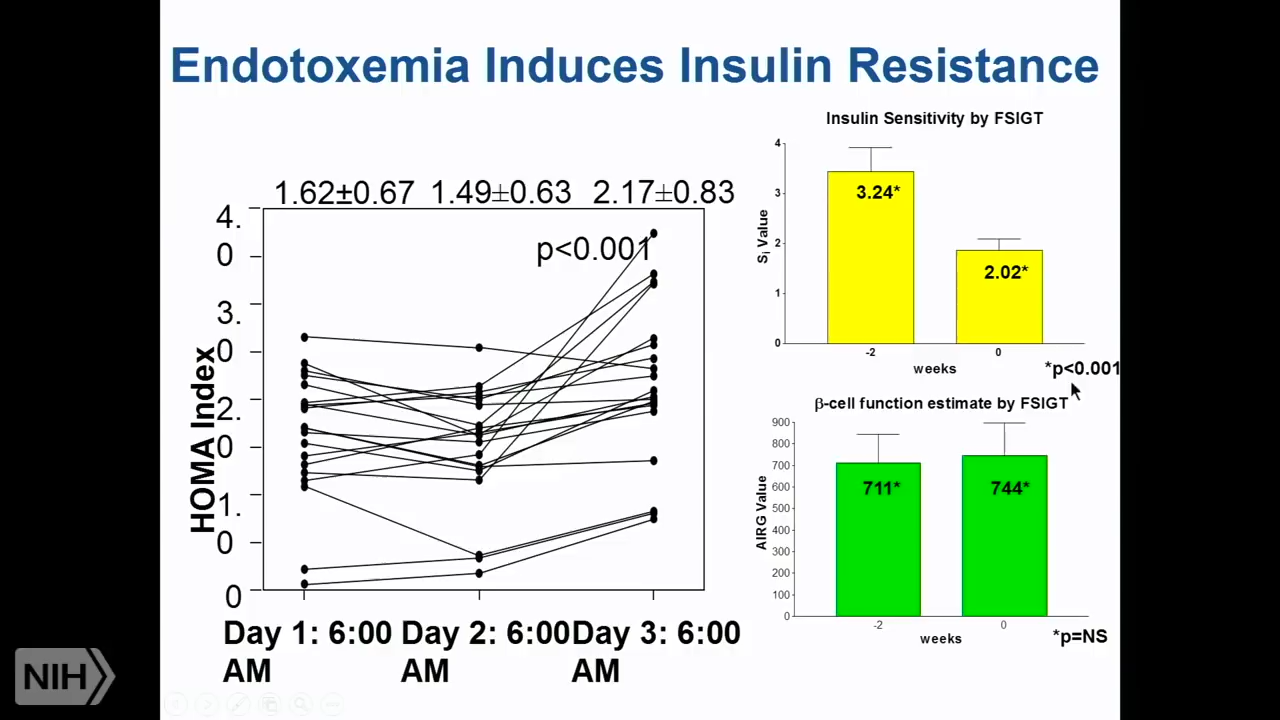 Endotoxemia Induces Insulin Resistance
1.62±0.67 1.49±0.63 2.17±0.83
p<0.001
HOMA Index
4.
0
3.
0
2.
0
1.
0
0
Day 1: 6:00 AM
Day 2: 6:00 AM
Day 3: 6:00 AM
Insulin Sensitivity by FSIGT
Si Value
4
3
2
1
0
3.24*
2.02*
-2 0
weeks
*p<0.001
β-cell function estimate by FSIGT
AIRG Value
900
800
700
600
500
400
300
200
100
0
711*
744*
-2 0
weeks
*p=NS
NIH